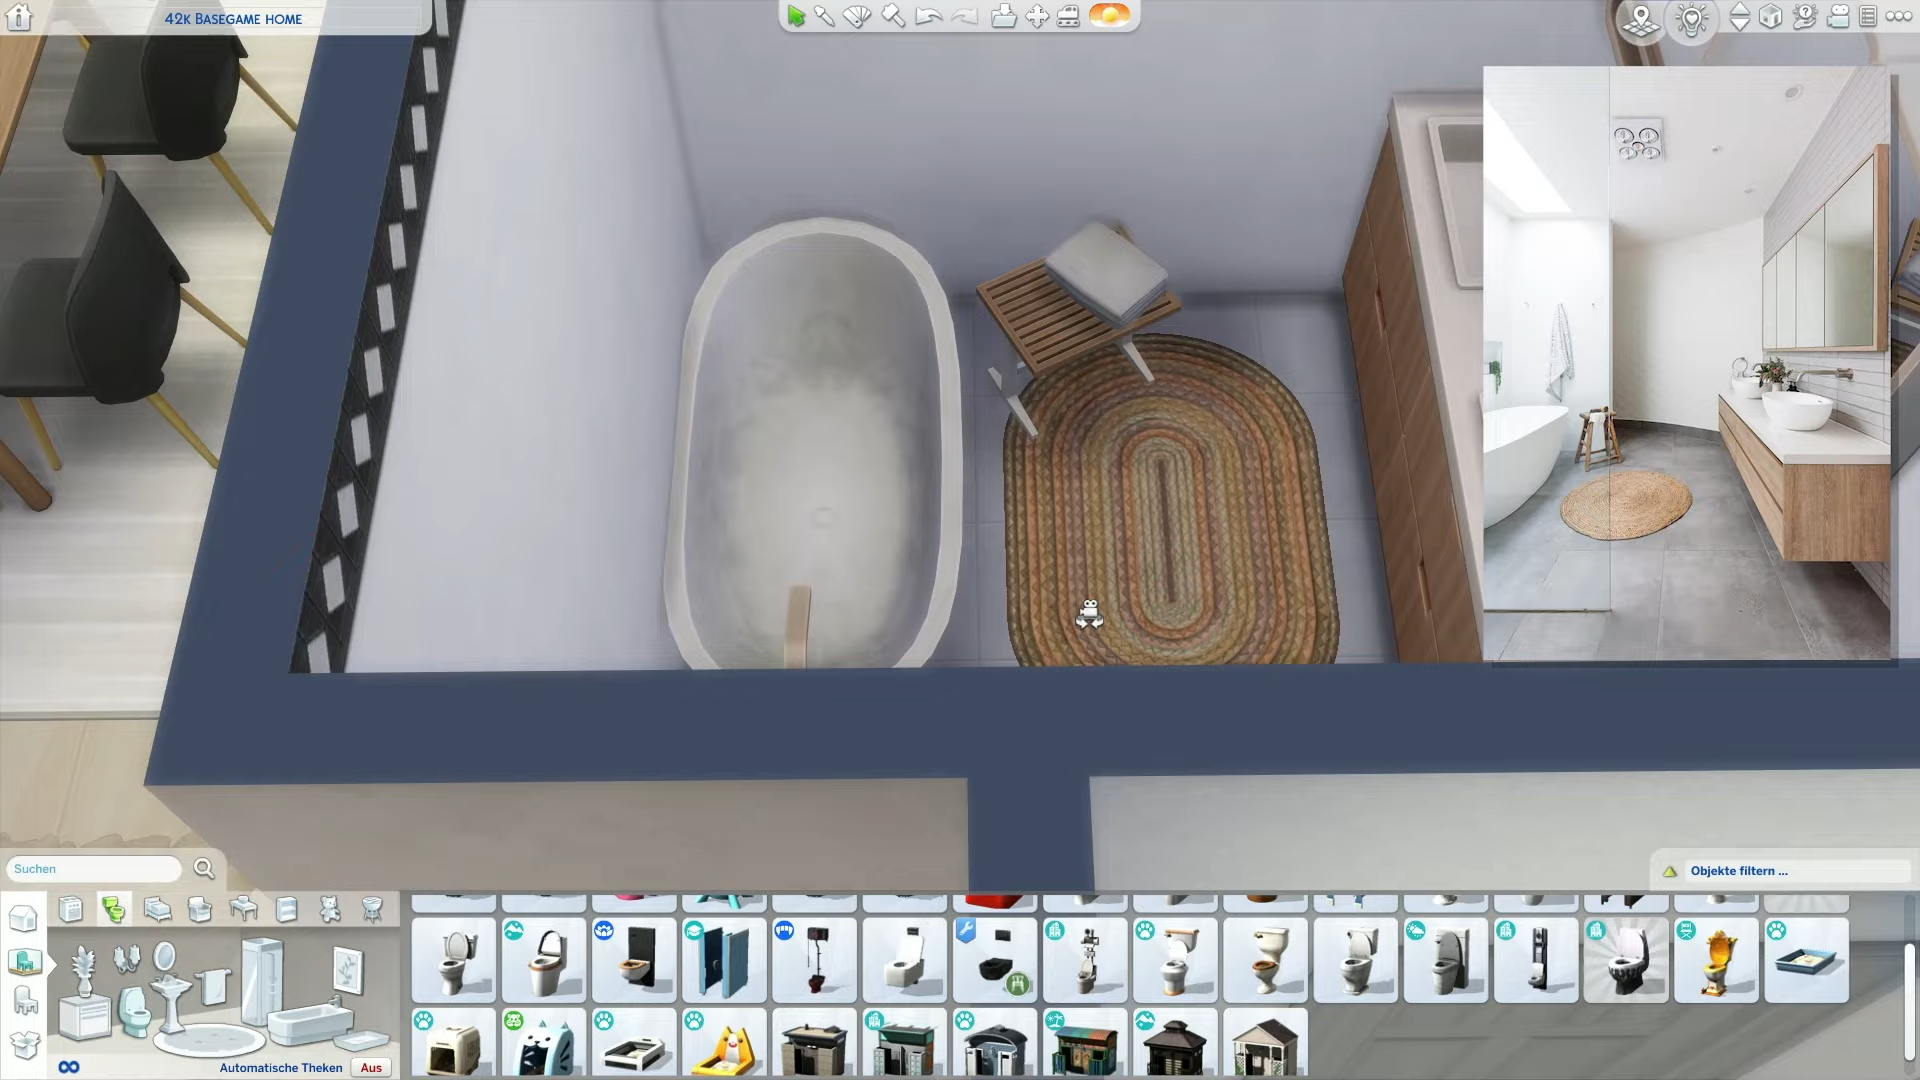 42k Basegame home
Suchen
Objekte filtern ...
Automatische Theken
Aus